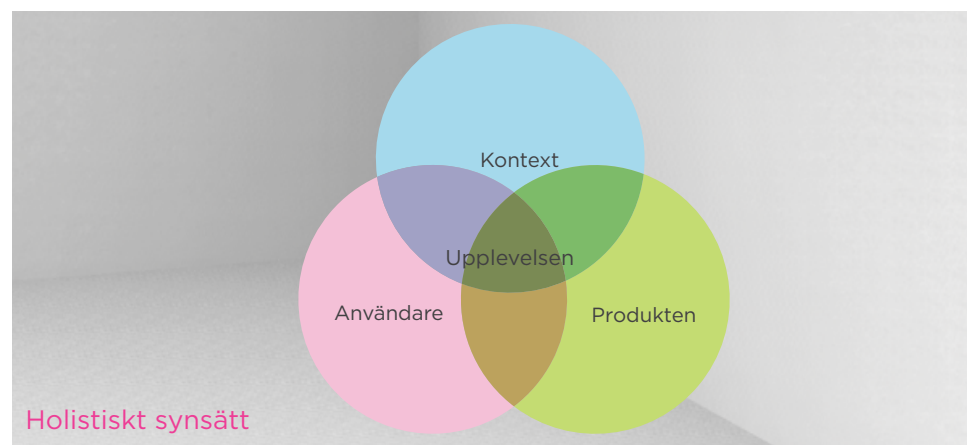 Kontext
Upplevelsen
Användare
Produkten
Holistiskt synsätt